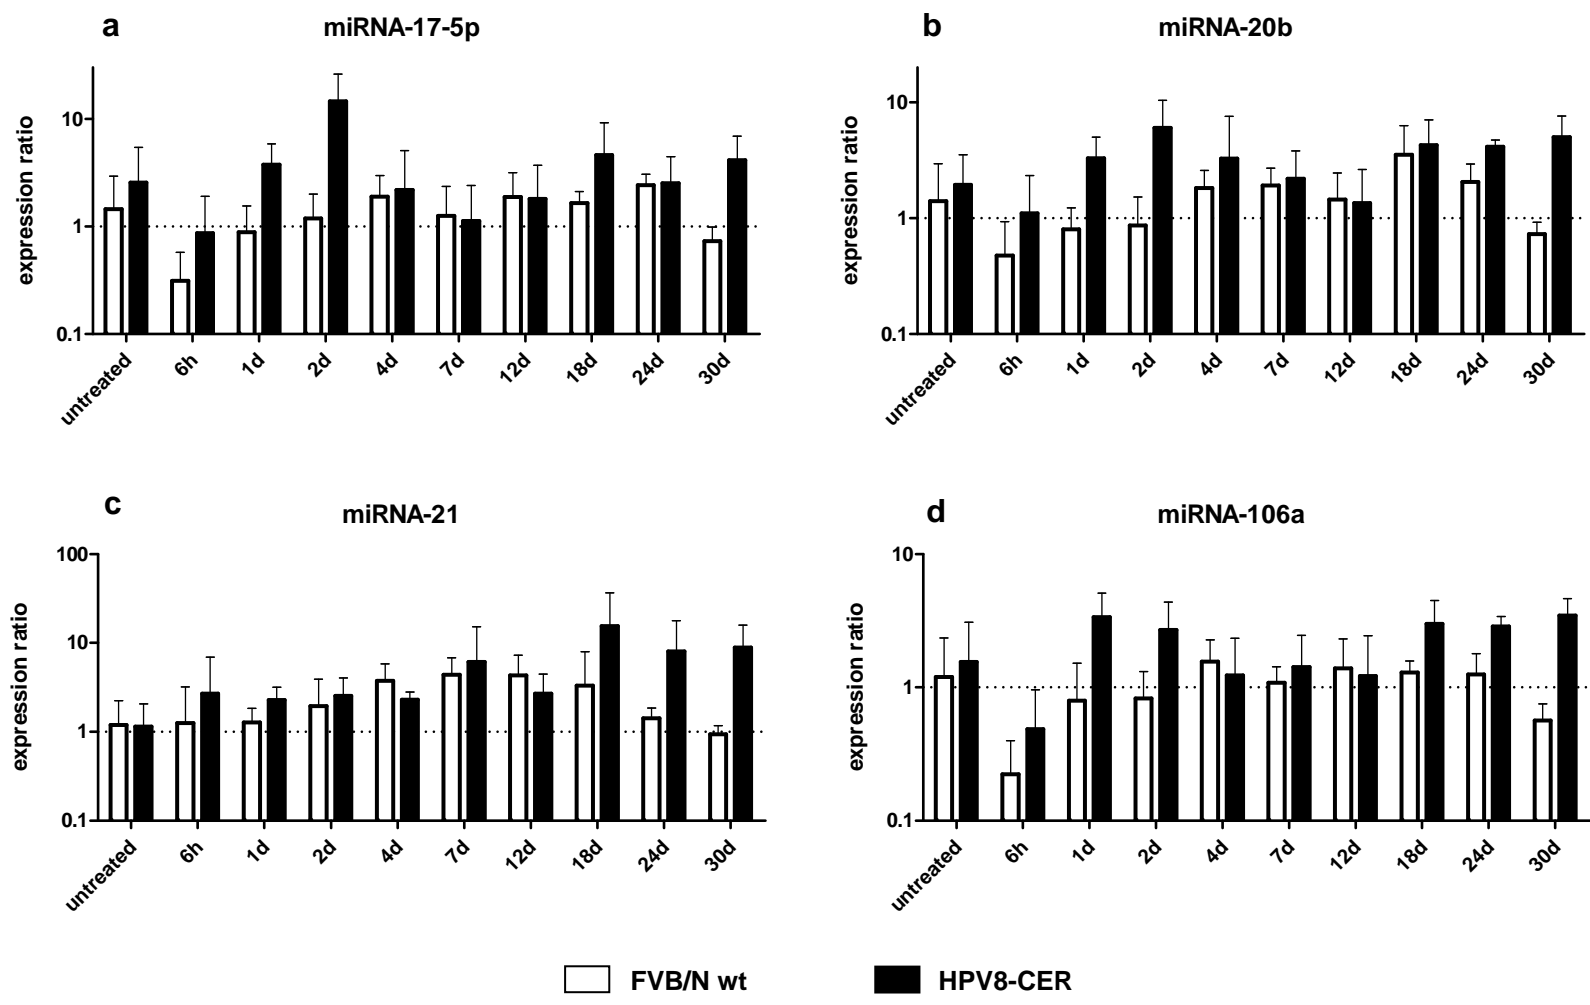 a
miRNA-17-5p
expression ratio
10
1
0.1
untreated
6h
1d
2d
4d
7d
12d
18d
24d
30d
b
miRNA-20b
expression ratio
10
1
0.1
untreated
6h
1d
2d
4d
7d
12d
18d
24d
30d
c
miRNA-21
expression ratio
100
10
1
0.1
untreated
6h
1d
2d
4d
7d
12d
18d
24d
30d
d
miRNA-106a
expression ratio
10
1
0.1
untreated
6h
1d
2d
4d
7d
12d
18d
24d
30d
FVB/N wt
HPV8-CER